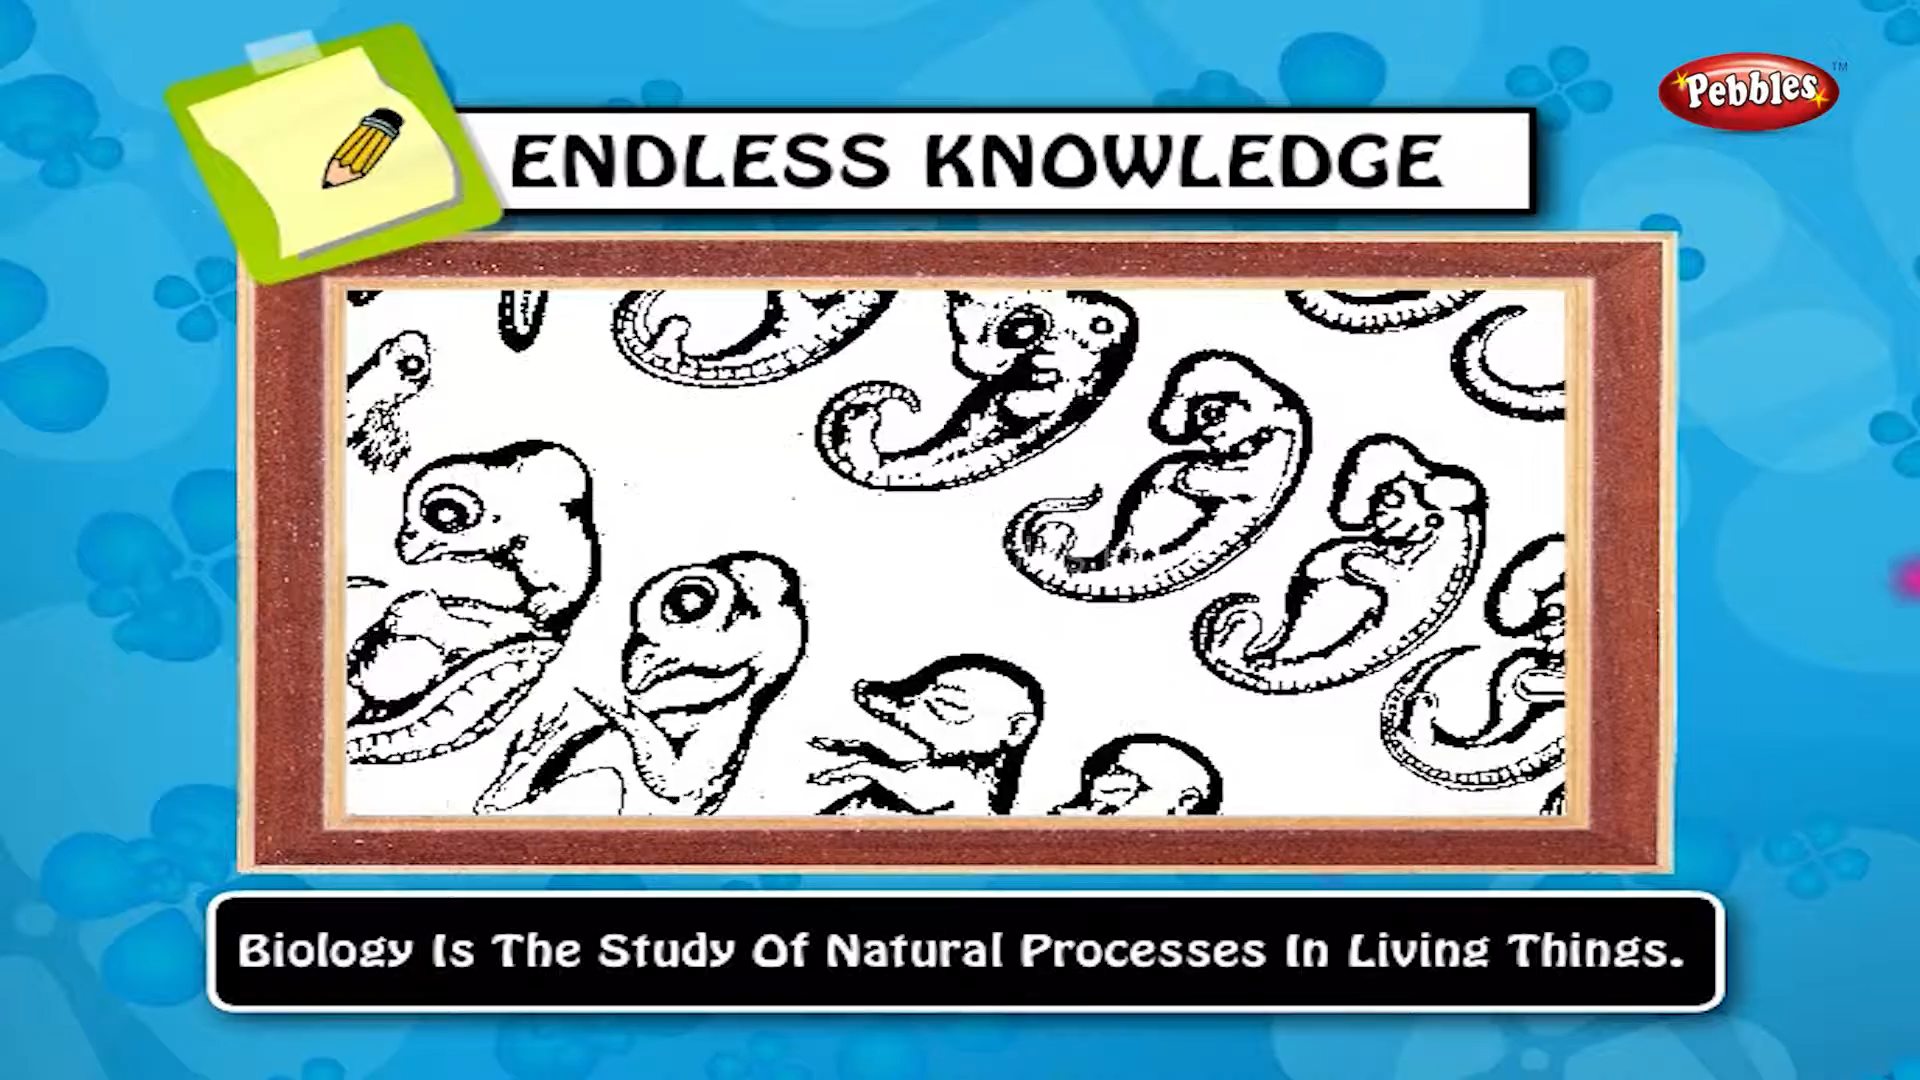 Pebbles TM
ENDLESS KNOWLEDGE
Biology Is The Study Of Natural Processes In Living Things.